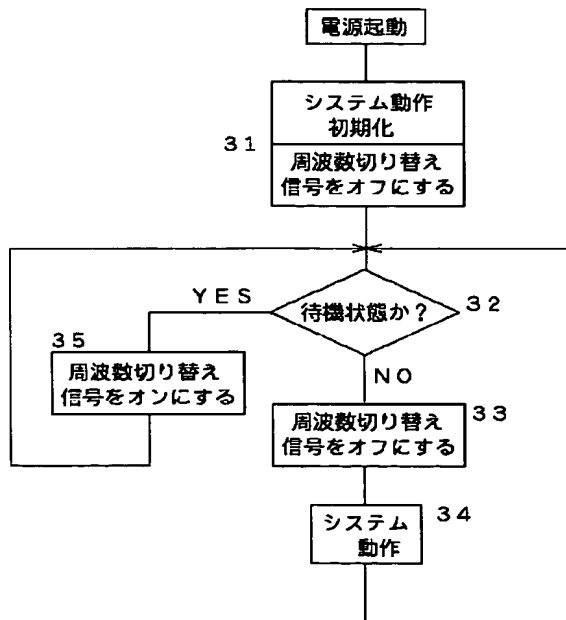 電源起動
システム動作
初期化
31
周波数切り替え
信号をオフにする
待機状態か？
32
YES
35
周波数切り替え
信号をオンにする
NO
33
周波数切り替え
信号をオフにする
34
システム
動作